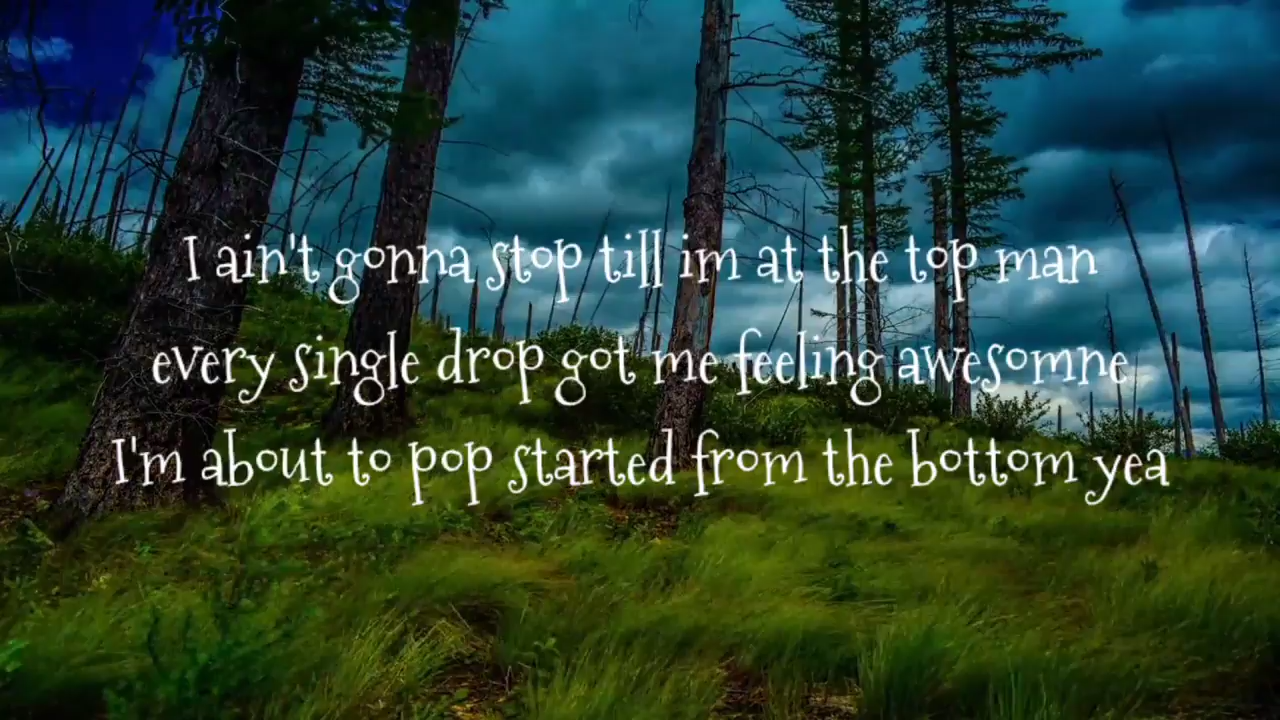 I ain't gonna stop till im at the top man
every single drop got me feeling awesomne
I'm about to pop started from the bottom yea